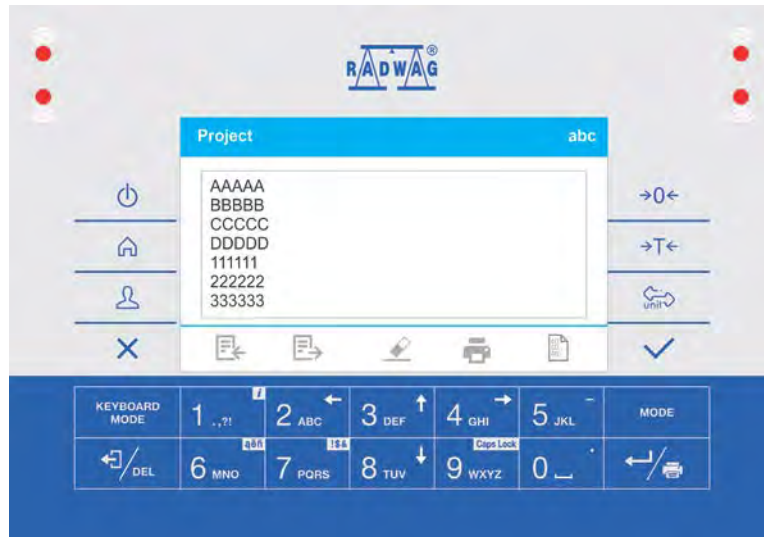 RADWAG®
Project abc
AAAAA
BBBBB
CCCCC
DDDDD
111111
222222
333333
→0←
→T←
unit
KEYBOARD MODE
1 .,?! i
2 ABC ←
3 DEF ↑
4 GHI →
5 JKL –
MODE
/DEL
6 MNO ąöñ
7 PQRS !$&
8 TUV ↓
9 WXYZ Caps Lock
0 ⎵ .